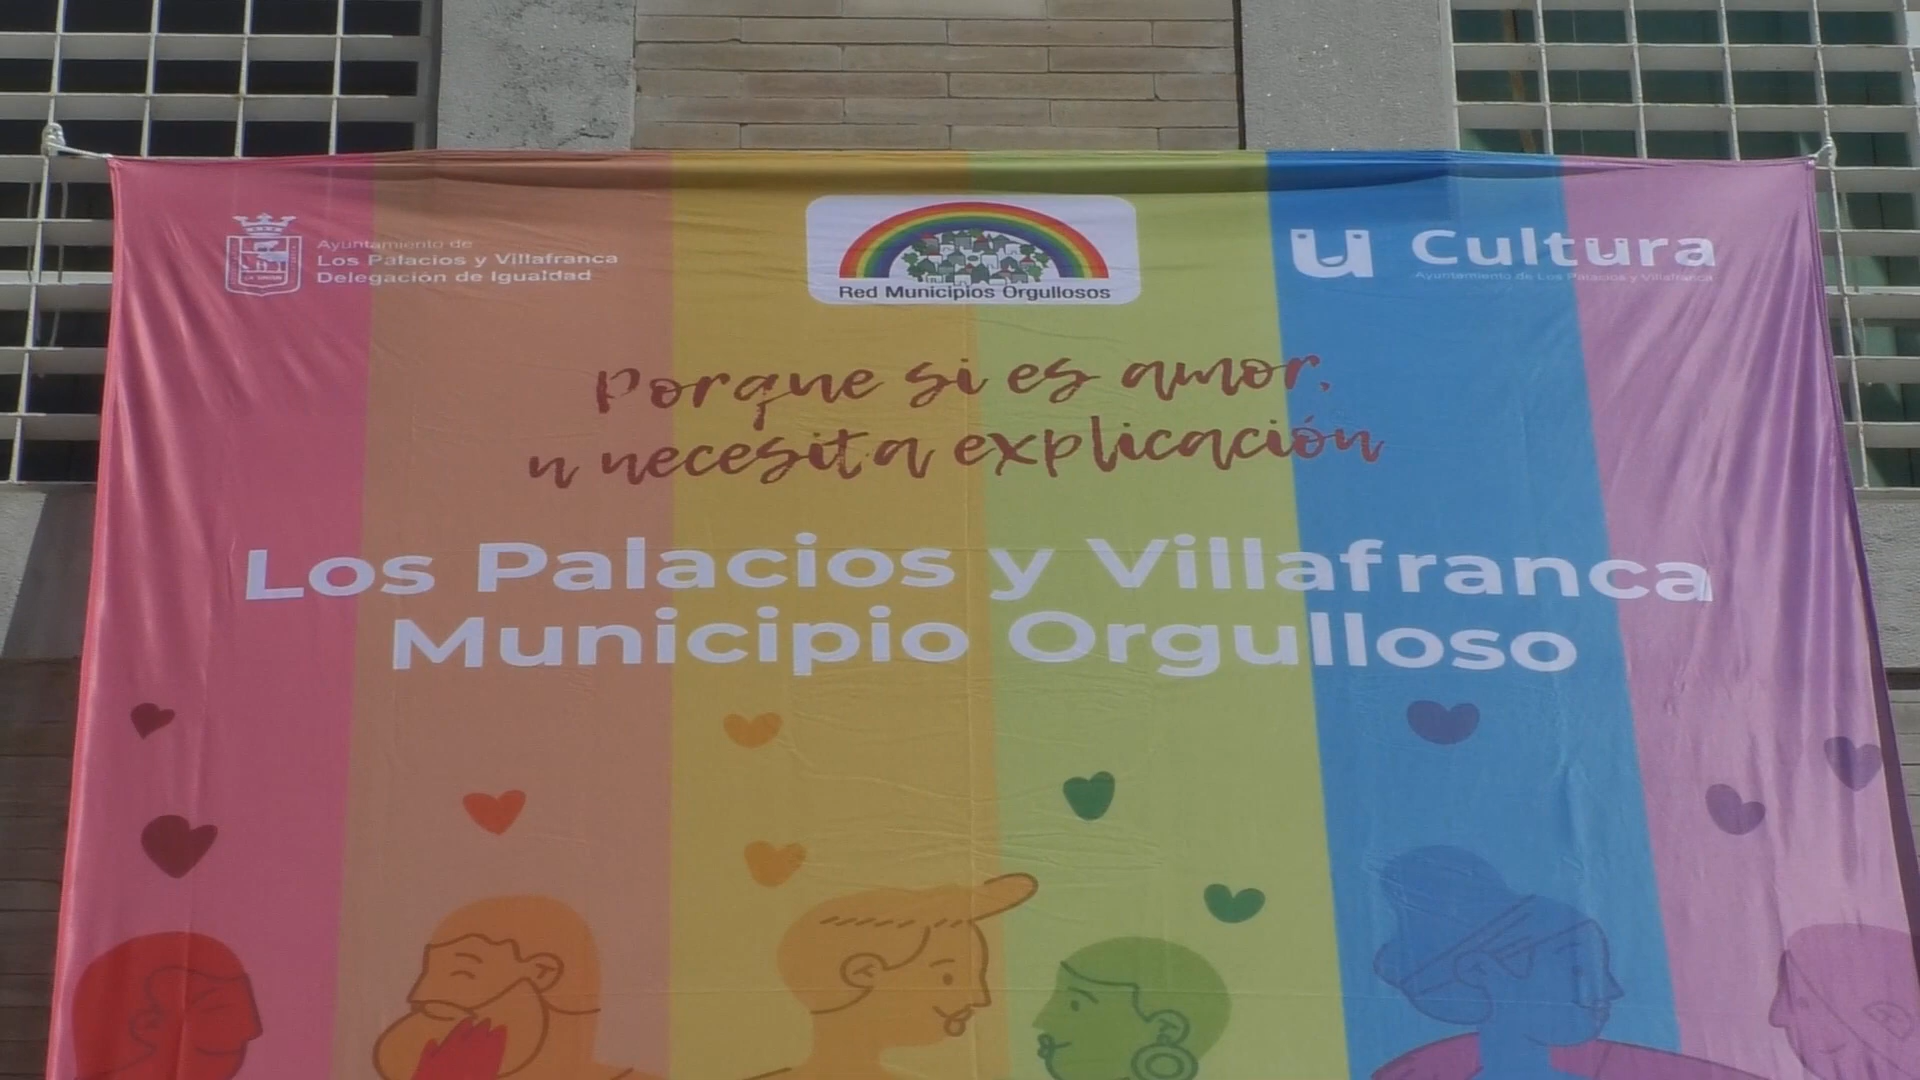 Ayuntamiento de
Los Palacios y Villafranca
Delegación de Igualdad
Red Municipios Orgullosos
u Cultura
Ayuntamiento de Los Palacios y Villafranca
Porque si es amor,
n necesita explicación
Los Palacios y Villafranca
Municipio Orgulloso